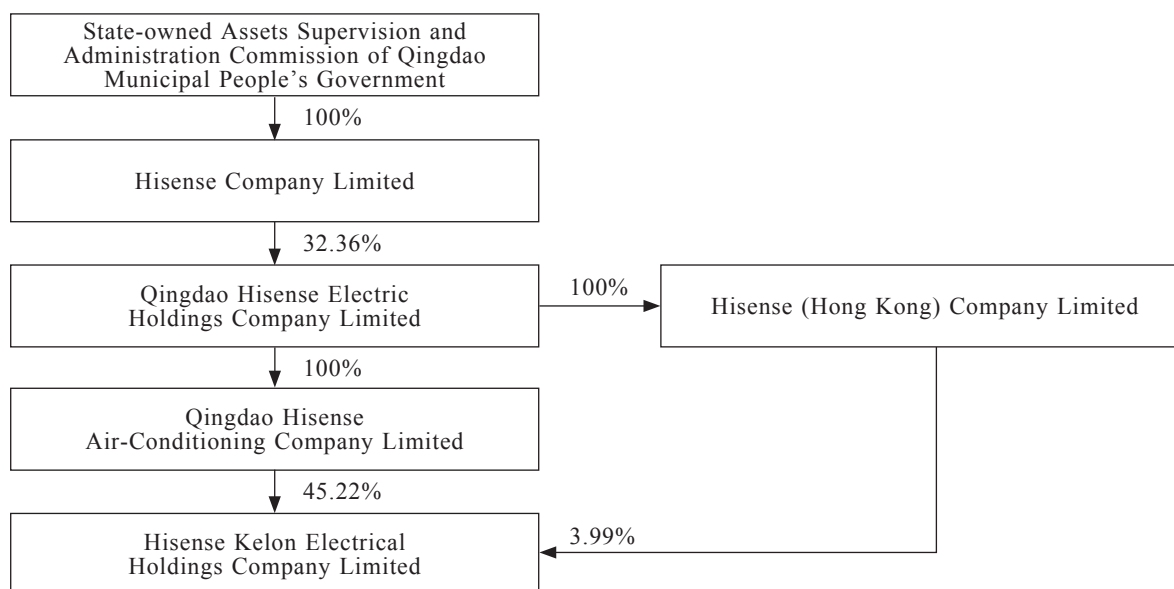 State-owned Assets Supervision and
Administration Commission of Qingdao
Municipal People's Government
100%
Hisense Company Limited
32.36%
Qingdao Hisense Electric
Holdings Company Limited
100%
Hisense (Hong Kong) Company Limited
100%
Qingdao Hisense
Air-Conditioning Company Limited
45.22%
Hisense Kelon Electrical
Holdings Company Limited
3.99%